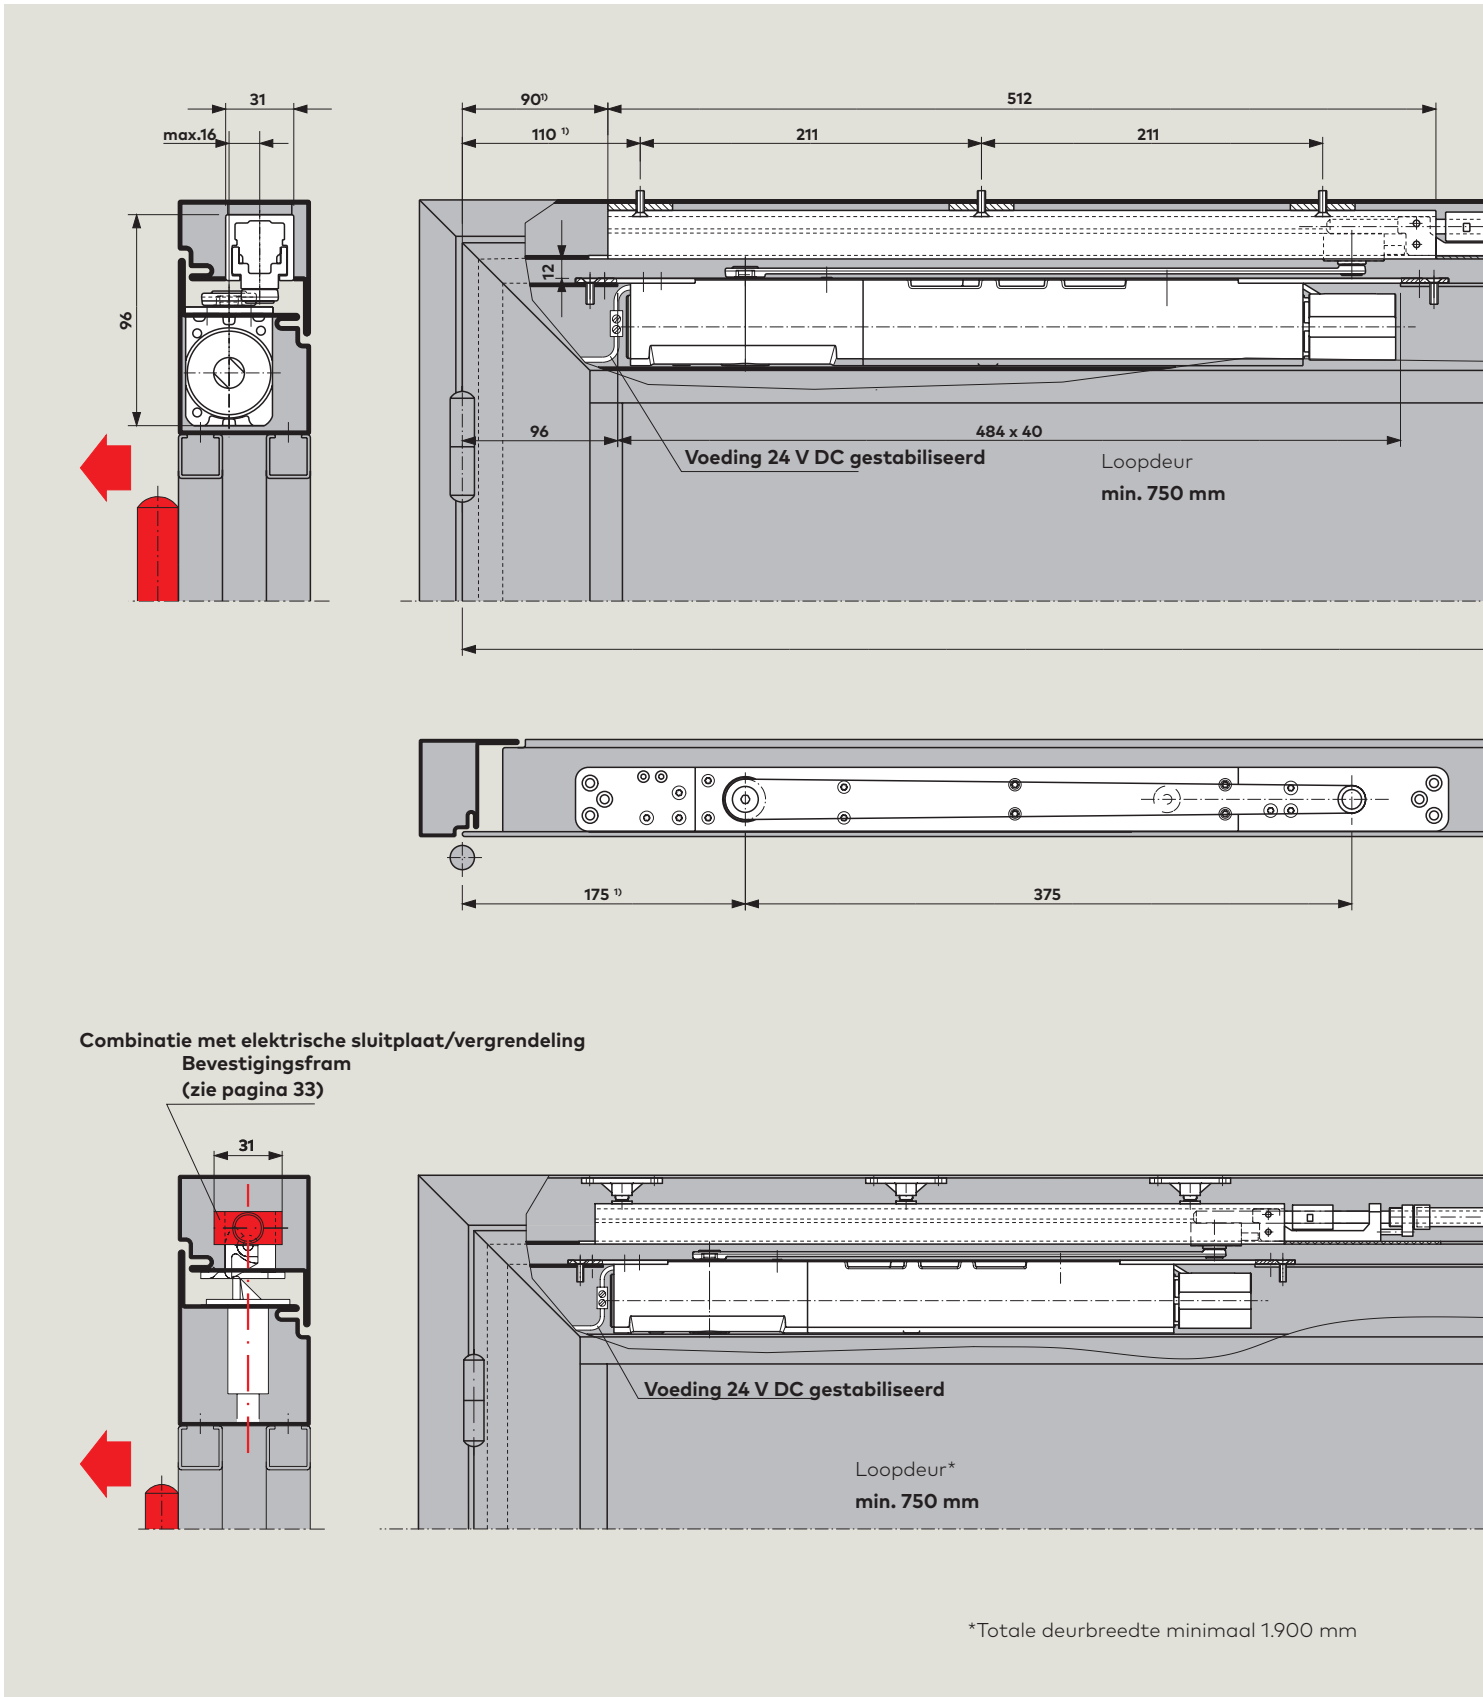 31
90¹⁾
512
max.16
110 ¹⁾
211
211
12
96
96
484 x 40
Voeding 24 V DC gestabiliseerd
Loopdeur
min. 750 mm
175 ¹⁾
375
Combinatie met elektrische sluitplaat/vergrendeling
Bevestigingsfram
(zie pagina 33)
31
Voeding 24 V DC gestabiliseerd
Loopdeur*
min. 750 mm
*Totale deurbreedte minimaal 1.900 mm